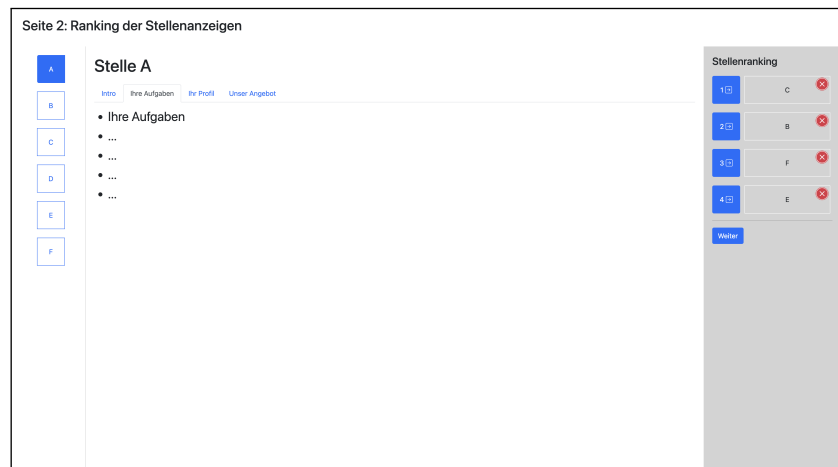 Seite 2: Ranking der Stellenanzeigen
A
B
C
D
E
F
Stelle A
Intro Ihre Aufgaben Ihr Profil Unser Angebot
• Ihre Aufgaben
• ...
• ...
• ...
• ...
Stellenranking
1 C
2 B
3 F
4 E
Weiter